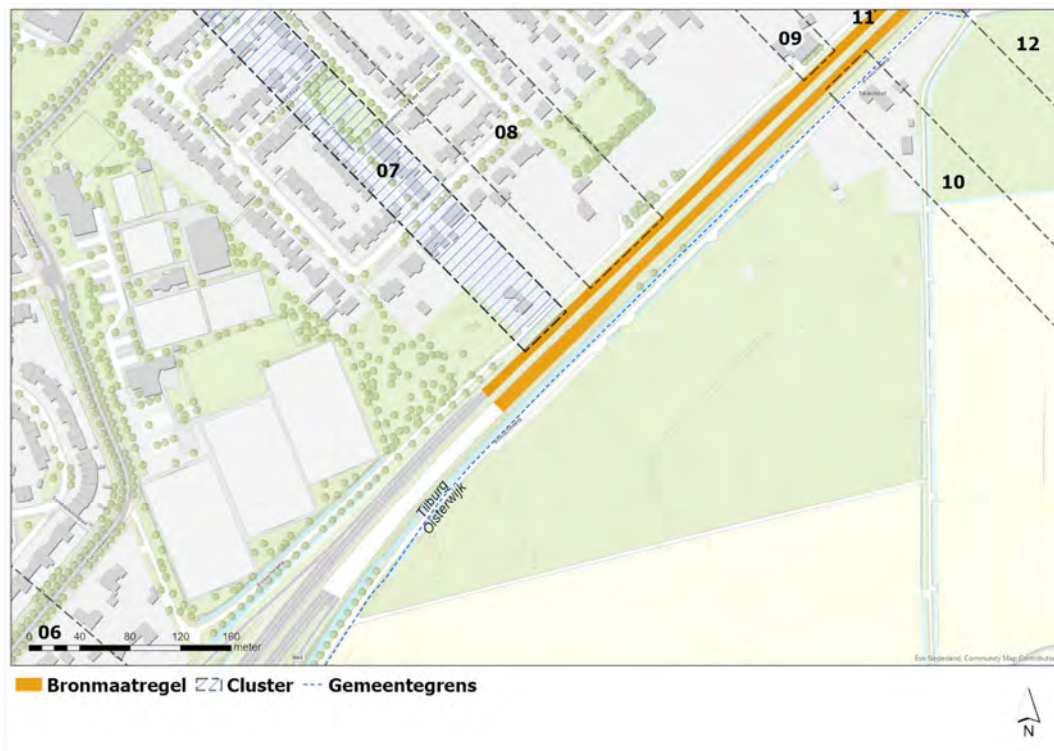 11
09
12
08
07
10
Tilburg
Oisterwijk
06
0 40 80 120 160
meter
Esri Nederland, Community Map Contributors
Bronmaatregel Cluster Gemeentegrens
N